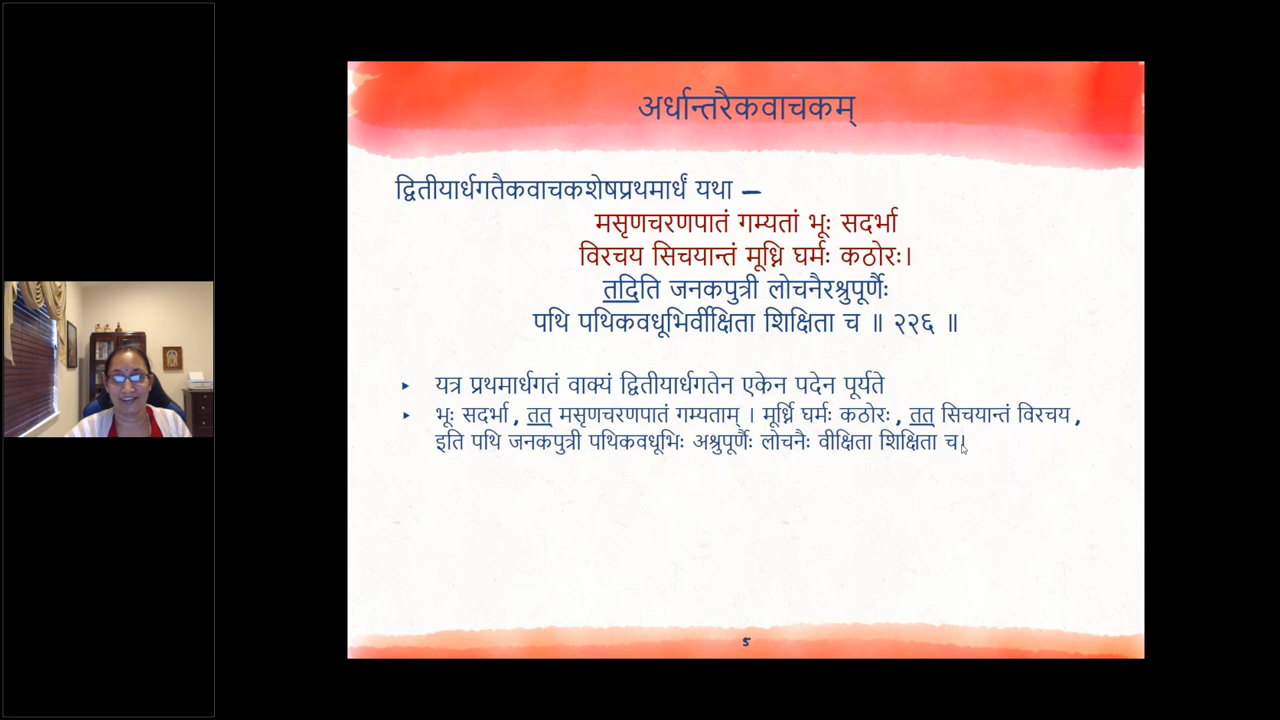 अर्धान्तरैकवाचकम्
द्वितीयार्धगतैकवाचकशेषप्रथमार्धं यथा –
मसृणचरणपातं गम्यतां भूः सदर्भा
विरचय सिचयान्तं मूर्ध्नि घर्मः कठोरः।
तदिति जनकपुत्री लोचनैरश्रुपूर्णैः
पथि पथिकवधूभिर्वीक्षिता शिक्षिता च ॥ २२६ ॥
‣ यत्र प्रथमार्धगतं वाक्यं द्वितीयार्धगतेन एकेन पदेन पूर्यते
‣ भूः सदर्भा , तत् मसृणचरणपातं गम्यताम् । मूर्ध्नि घर्मः कठोरः , तत् सिचयान्तं विरचय ,
इति पथि जनकपुत्री पथिकवधूभिः अश्रुपूर्णैः लोचनैः वीक्षिता शिक्षिता च।
5